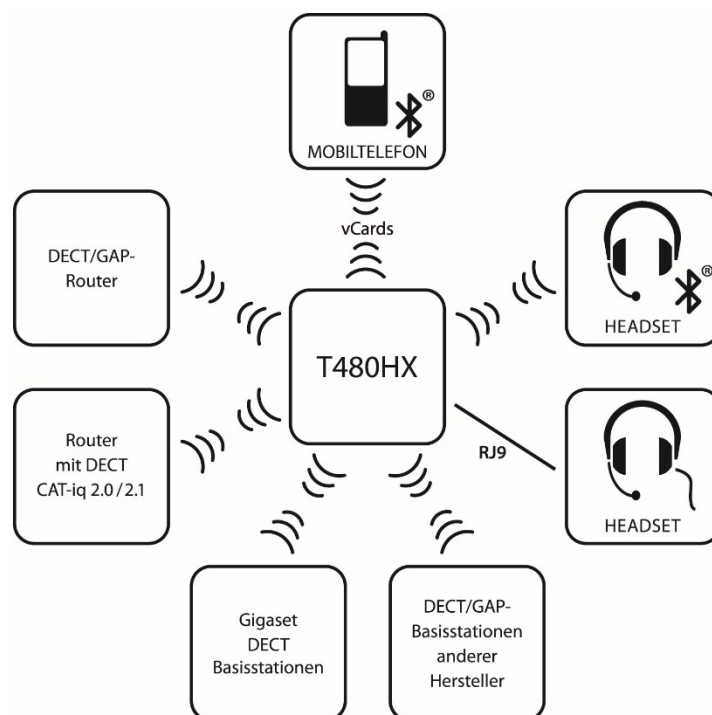 ®
MOBILTELEFON
vCards
DECT/GAP-
Router
®
HEADSET
T480HX
Router
mit DECT
CAT-iq 2.0/2.1
RJ9
HEADSET
Gigaset
DECT
Basisstationen
DECT/GAP-
Basisstationen
anderer
Hersteller